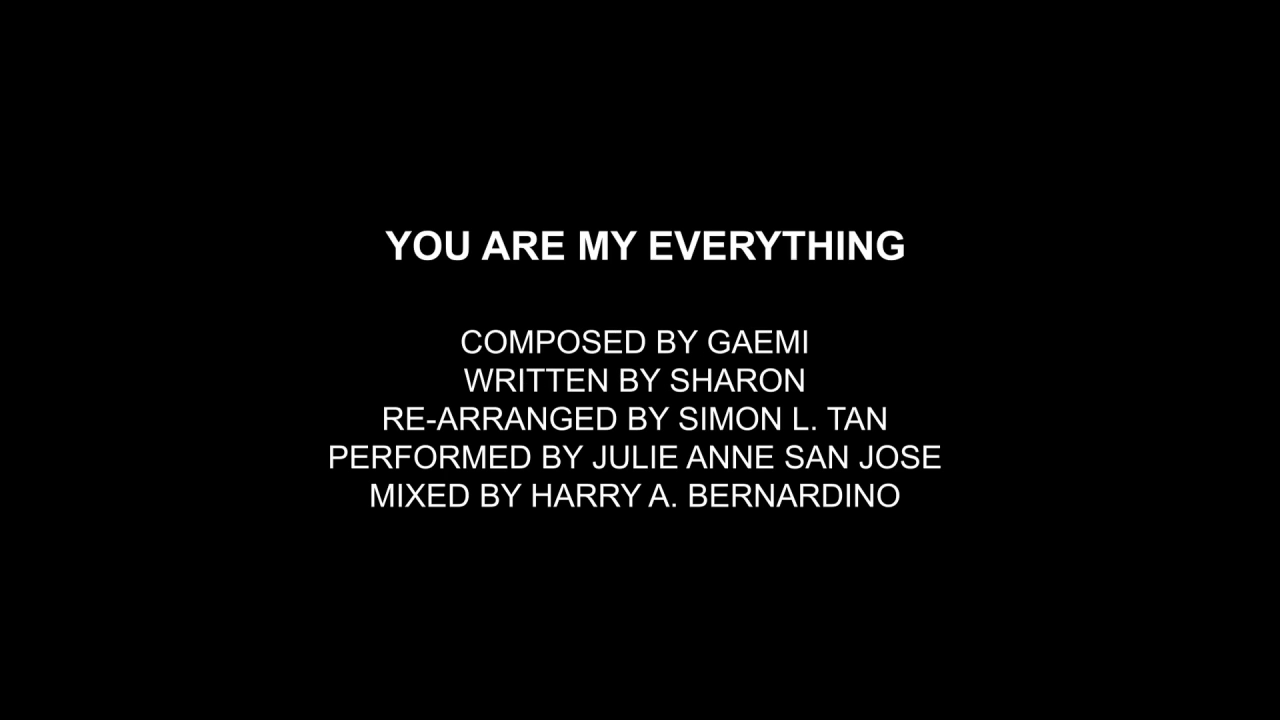 YOU ARE MY EVERYTHING
COMPOSED BY GAEMI
WRITTEN BY SHARON
RE-ARRANGED BY SIMON L. TAN
PERFORMED BY JULIE ANNE SAN JOSE
MIXED BY HARRY A. BERNARDINO